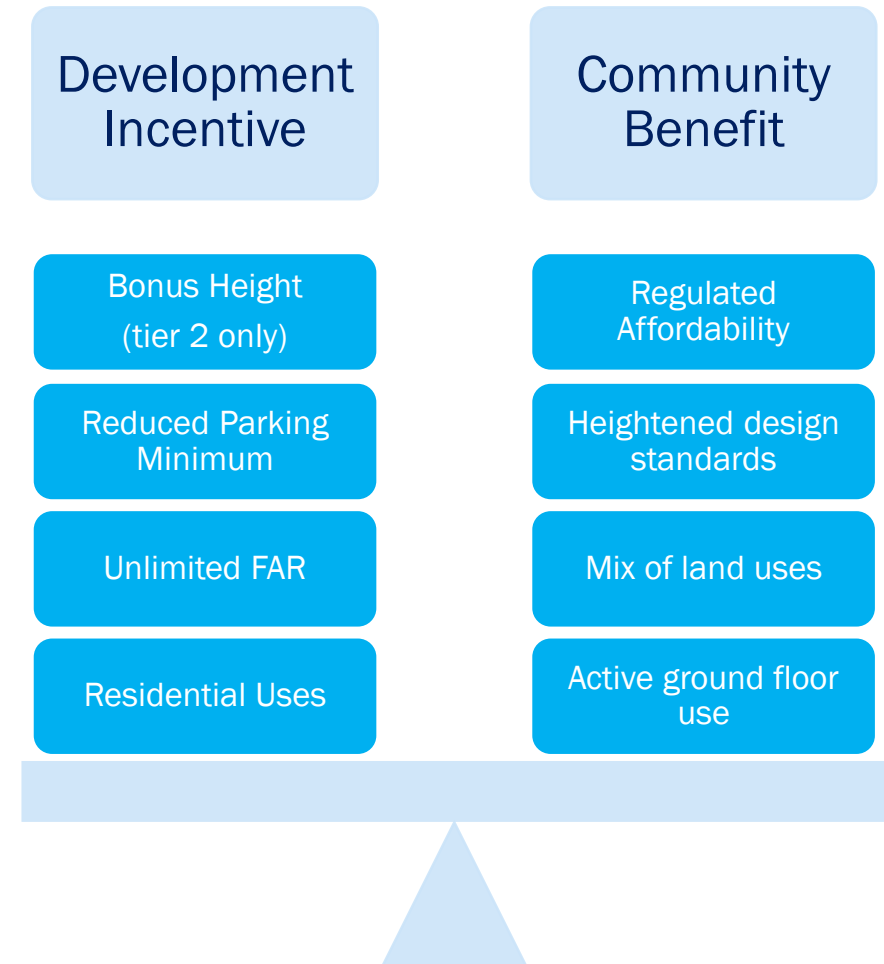 Development
Incentive
Community
Benefit
Bonus Height
(tier 2 only)
Regulated
Affordability
Reduced Parking
Minimum
Heightened design
standards
Unlimited FAR
Mix of land uses
Residential Uses
Active ground floor
use